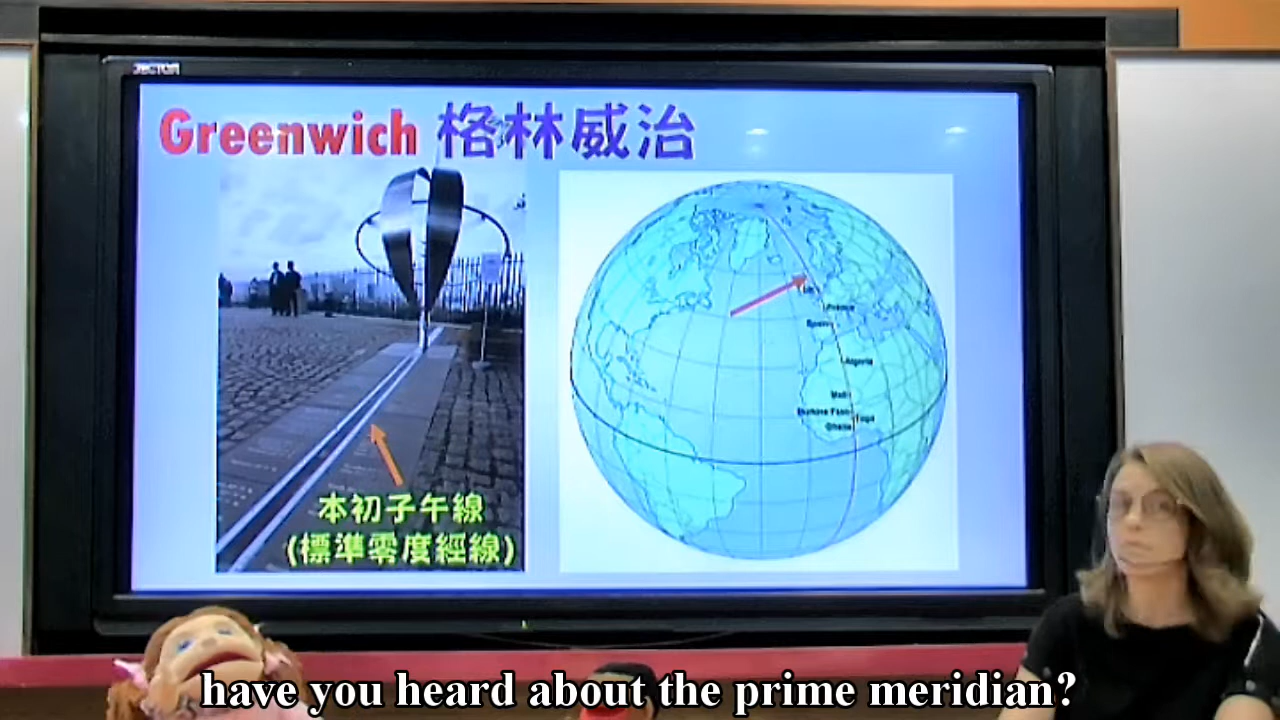 VECTOR
Greenwich 格林威治
本初子午線
(標準零度經線)
France
Spain
Algeria
Mali
Burkina Faso
Togo
Ghana
have you heard about the prime meridian?